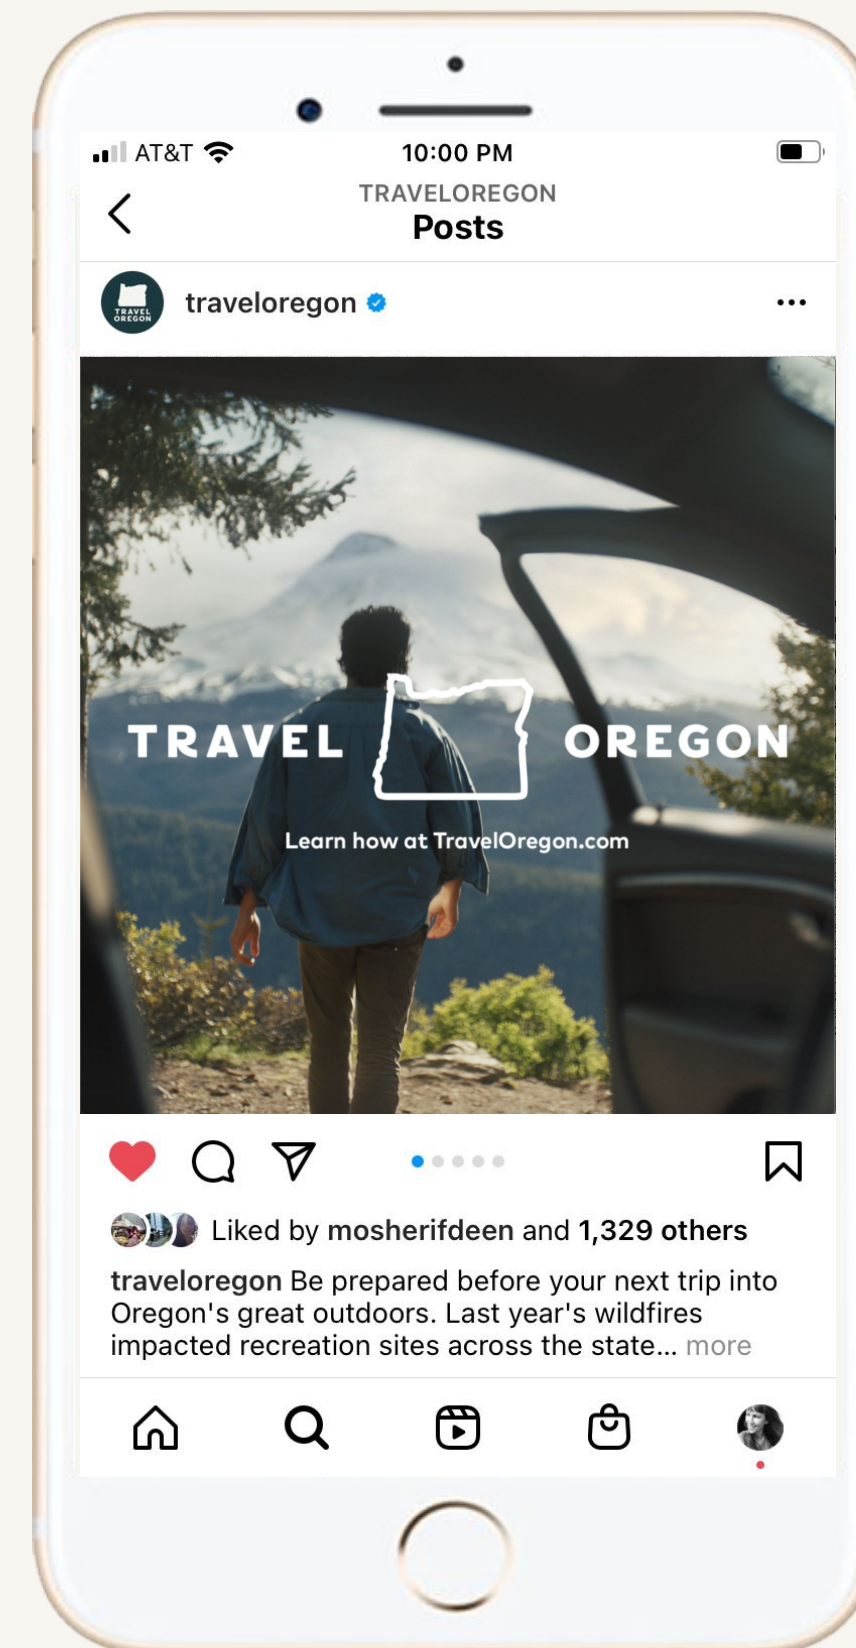 AT&T 10:00 PM
TRAVELOREGON
Posts
TRAVEL
OREGON
traveloregon
TRAVEL OREGON
Learn how at TravelOregon.com
Liked by mosherifdeen and 1,329 others
traveloregon Be prepared before your next trip into
Oregon's great outdoors. Last year's wildfires
impacted recreation sites across the state... more